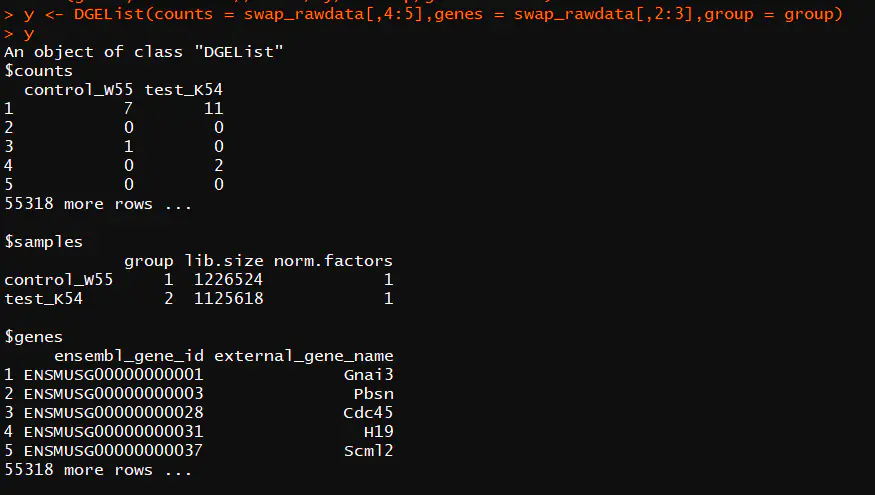 > y <- DGEList(counts = swap_rawdata[,4:5],genes = swap_rawdata[,2:3],group = group)
> y
An object of class "DGEList"
$counts
  control_W55 test_K54
1           7       11
2           0        0
3           1        0
4           0        2
5           0        0
55318 more rows ...

$samples
            group lib.size norm.factors
control_W55     1  1226524            1
test_K54        2  1125618            1

$genes
     ensembl_gene_id external_gene_name
1 ENSMUSG00000000001              Gnai3
2 ENSMUSG00000000003               Pbsn
3 ENSMUSG00000000028              Cdc45
4 ENSMUSG00000000031                H19
5 ENSMUSG00000000037              Scml2
55318 more rows ...